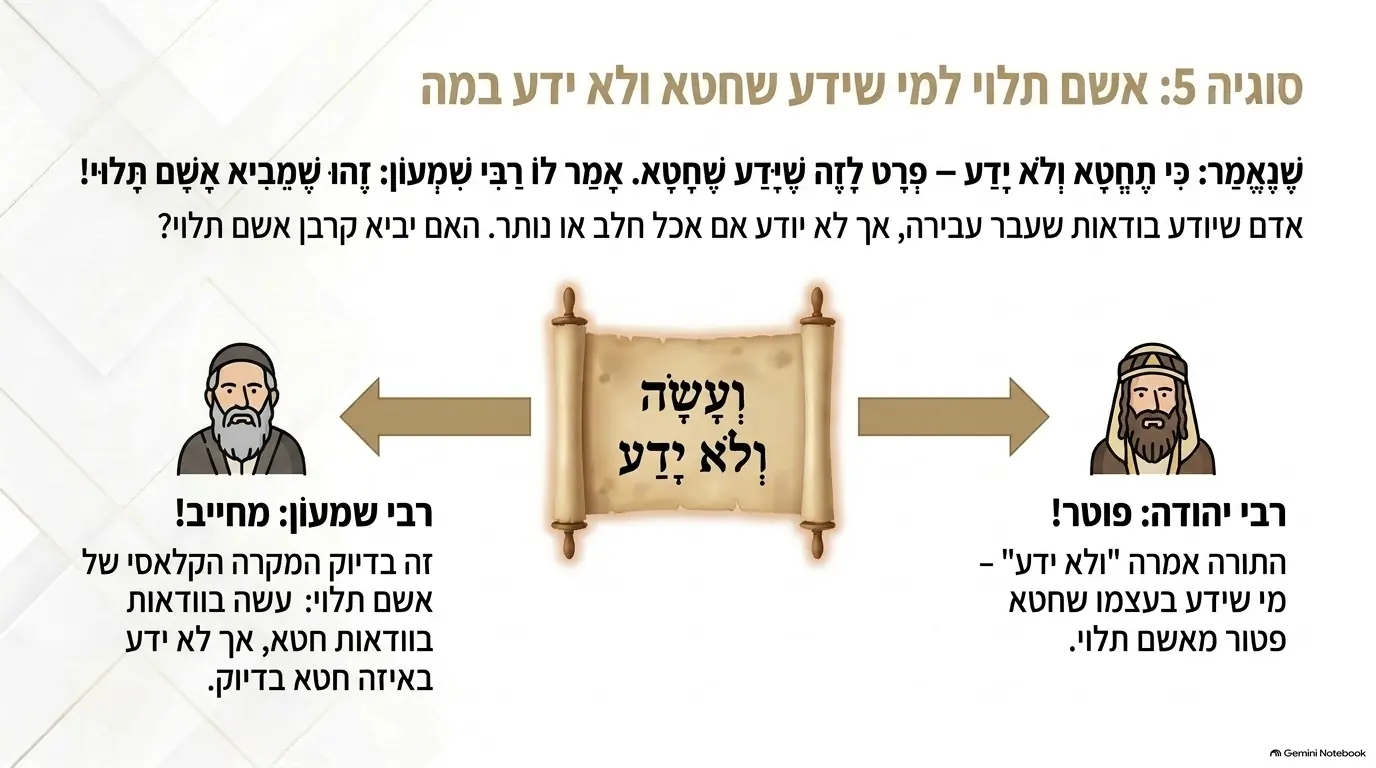 סוגיה 5: אשם תלוי למי שידע שחטא ולא ידע במה
שֶׁנֶּאֱמַר: כִּי תֶחֱטָא וְלֹא יָדַע – פְּרָט לָזֶה שֶׁיָּדַע שֶׁחָטָא. אָמַר לוֹ רַבִּי שִׁמְעוֹן: זֶהוּ שֶׁמֵּבִיא אָשָׁם תָּלוּי!
אדם שיודע בודאות שעבר עבירה, אך לא יודע אם אכל חלב או נותר. האם יביא קרבן אשם תלוי?
וְעָשָׂה
וְלֹא יָדַע
רבי יהודה: פוטר!
התורה אמרה "ולא ידע" –
מי שידע בעצמו שחטא
פטור מאשם תלוי.
רבי שמעון: מחייב!
זה בדיוק המקרה הקלאסי של
אשם תלוי: עשה בוודאות
בוודאות חטא, אך לא ידע
באיזה חטא בדיוק.
Gemini Notebook